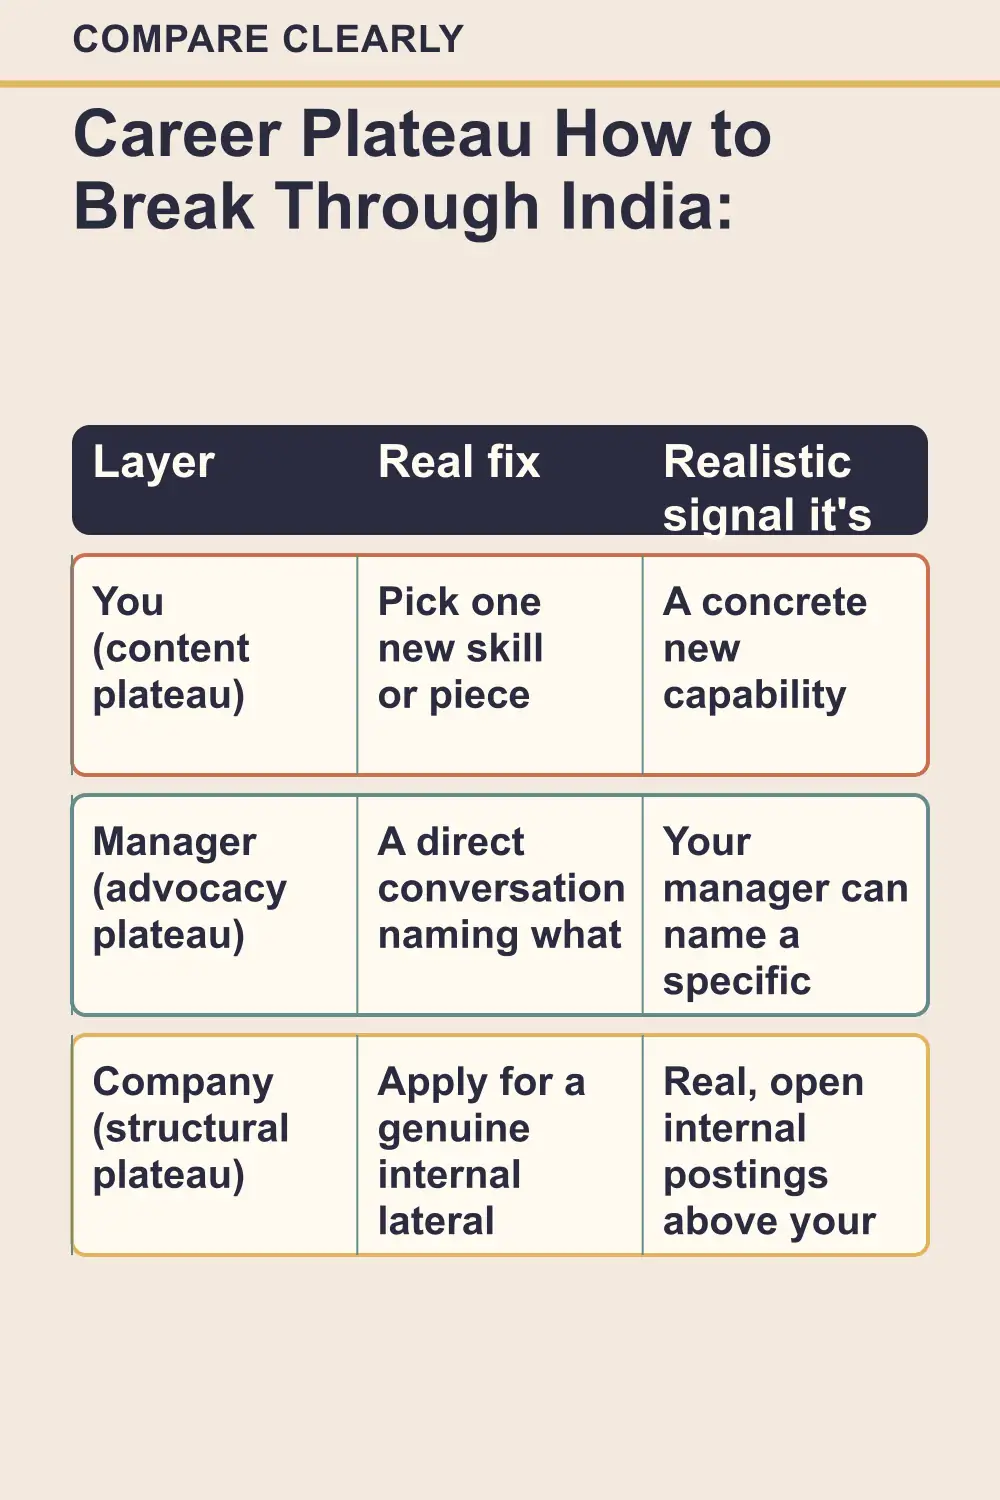 COMPARE CLEARLY
Career Plateau How to
Break Through India:
Layer
Real fix
Realistic
signal it's
You
(content
plateau)
Pick one
new skill
or piece
A concrete
new
capability
Manager
(advocacy
plateau)
A direct
conversation
naming what
Your
manager can
name a
specific
Company
(structural
plateau)
Apply for a
genuine
internal
lateral
Real, open
internal
postings
above your